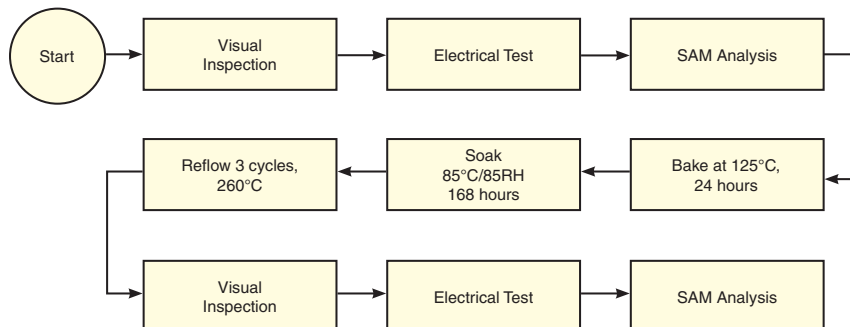 Start
Visual
Inspection
Electrical Test
SAM Analysis
Bake at 125°C,
24 hours
Soak
85°C/85RH
168 hours
Reflow 3 cycles,
260°C
Visual
Inspection
Electrical Test
SAM Analysis